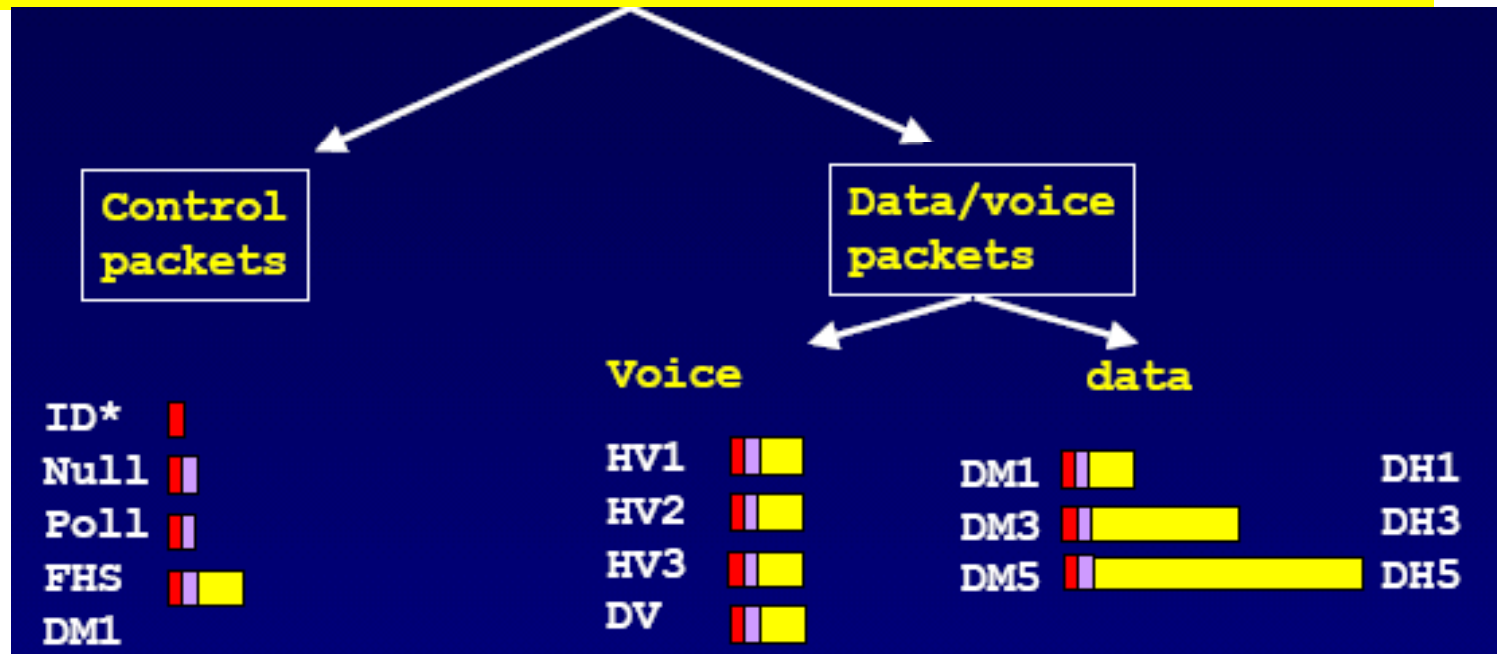 Control
packets
Data/voice
packets
Voice
data
ID*
Null
Poll
FHS
DM1
HV1
HV2
HV3
DV
DM1 DH1
DM3 DH3
DM5 DH5